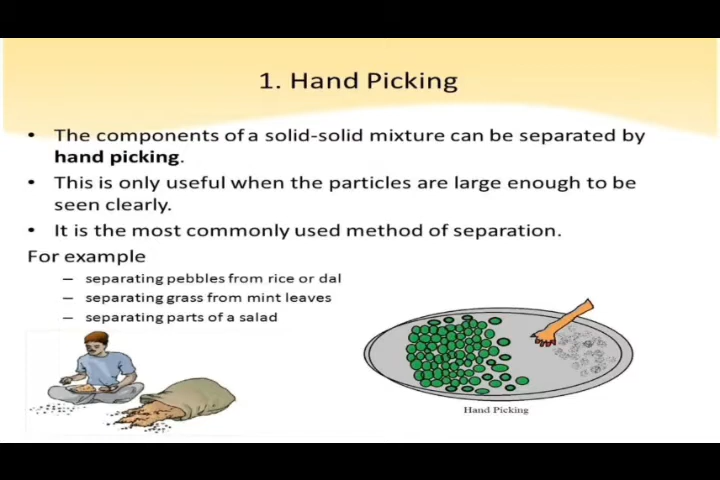 1. Hand Picking
• The components of a solid-solid mixture can be separated by
hand picking.
• This is only useful when the particles are large enough to be
seen clearly.
• It is the most commonly used method of separation.
For example
– separating pebbles from rice or dal
– separating grass from mint leaves
– separating parts of a salad
Hand Picking